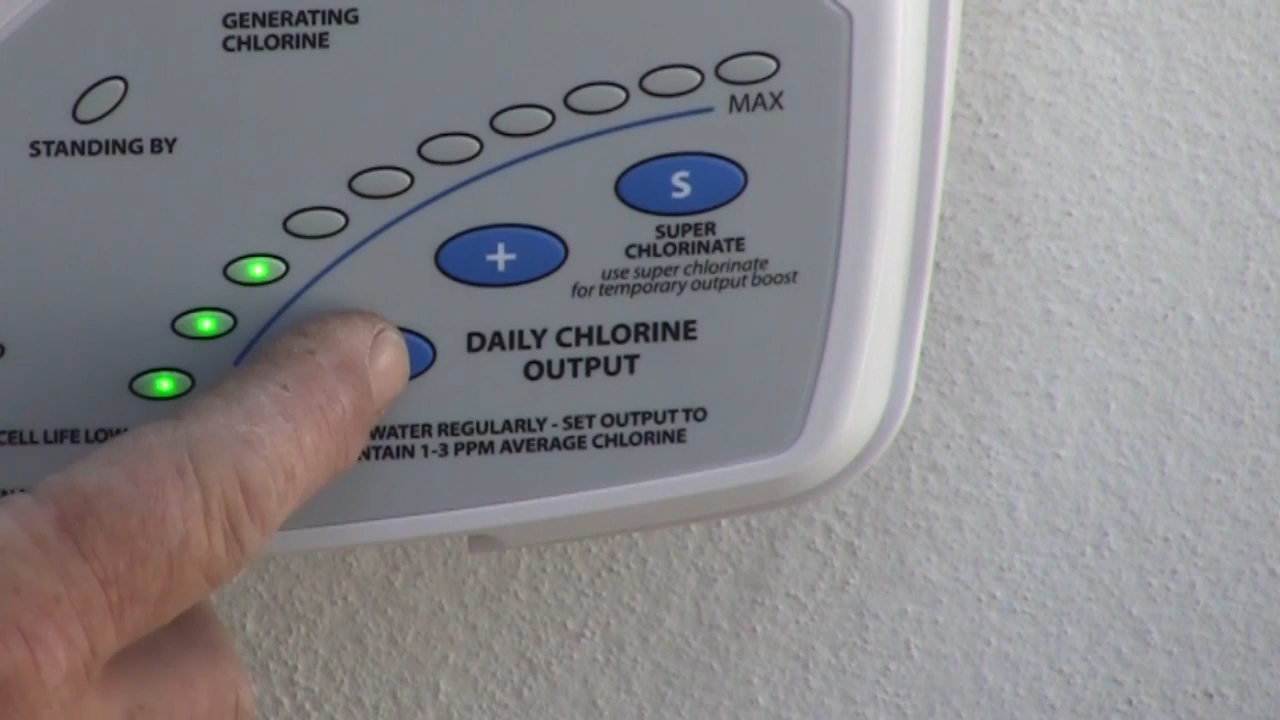 GENERATING
CHLORINE
STANDING BY
MAX
S
SUPER
CHLORINATE
use super chlorinate
for temporary output boost
+
DAILY CHLORINE
OUTPUT
CELL LIFE LOW
WATER REGULARLY - SET OUTPUT TO
1-3 PPM AVERAGE CHLORINE